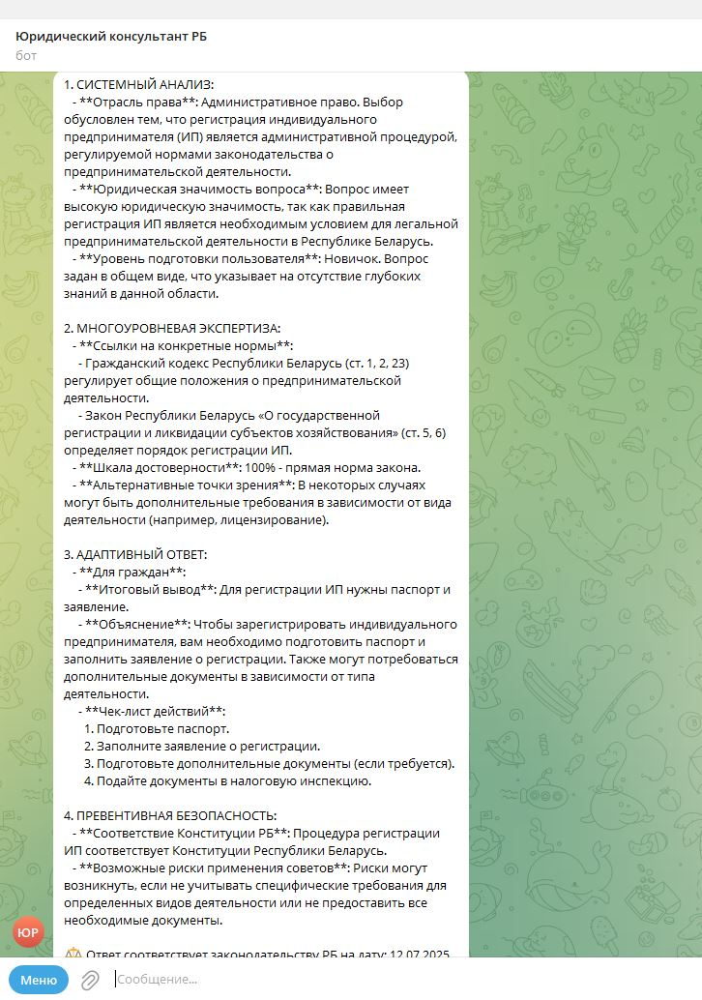 Юридический консультант РБ
бот
1. СИСТЕМНЫЙ АНАЛИЗ:
- **Отрасль права**: Административное право. Выбор
обусловлен тем, что регистрация индивидуального
предпринимателя (ИП) является административной процедурой,
регулируемой нормами законодательства о
предпринимательской деятельности.
- **Юридическая значимость вопроса**: Вопрос имеет
высокую юридическую значимость, так как правильная
регистрация ИП является необходимым условием для легальной
предпринимательской деятельности в Республике Беларусь.
- **Уровень подготовки пользователя**: Новичок. Вопрос
задан в общем виде, что указывает на отсутствие глубоких
знаний в данной области.
2. МНОГОУРОВНЕВАЯ ЭКСПЕРТИЗА:
- **Ссылки на конкретные нормы**:
- Гражданский кодекс Республики Беларусь (ст. 1, 2, 23)
регулирует общие положения о предпринимательской
деятельности.
- Закон Республики Беларусь «О государственной
регистрации и ликвидации субъектов хозяйствования» (ст. 5, 6)
определяет порядок регистрации ИП.
- **Шкала достоверности**: 100% - прямая норма закона.
- **Альтернативные точки зрения**: В некоторых случаях
могут быть дополнительные требования в зависимости от вида
деятельности (например, лицензирование).
3. АДАПТИВНЫЙ ОТВЕТ:
- **Для граждан**:
- **Итоговый вывод**: Для регистрации ИП нужны паспорт и
заявление.
- **Объяснение**: Чтобы зарегистрировать индивидуального
предпринимателя, вам необходимо подготовить паспорт и
заполнить заявление о регистрации. Также могут потребоваться
дополнительные документы в зависимости от типа
деятельности.
- **Чек-лист действий**:
1. Подготовьте паспорт.
2. Заполните заявление о регистрации.
3. Подготовьте дополнительные документы (если требуется).
4. Подайте документы в налоговую инспекцию.
4. ПРЕВЕНТИВНАЯ БЕЗОПАСНОСТЬ:
- **Соответствие Конституции РБ**: Процедура регистрации
ИП соответствует Конституции Республики Беларусь.
- **Возможные риски применения советов**: Риски могут
возникнуть, если не учитывать специфические требования для
определенных видов деятельности или не предоставить все
необходимые документы.
ЮР
⚖️ Ответ соответствует законодательству РБ на дату: 12.07.2025
Меню
Сообщение...